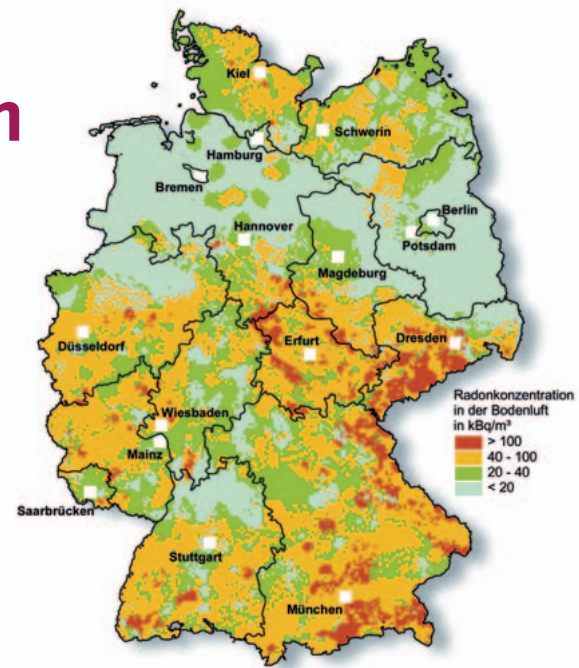 n
Kiel
Schwerin
Hamburg
Bremen
Berlin
Hannover
Potsdam
Magdeburg
Düsseldorf
Erfurt
Dresden
Wiesbaden
Mainz
Saarbrücken
Stuttgart
München
Radonkonzentration
in der Bodenluft
in kBq/m³
> 100
40 - 100
20 - 40
< 20